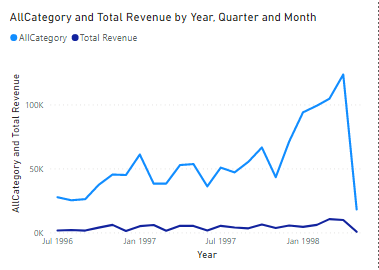 AllCategory and Total Revenue by Year, Quarter and Month
AllCategory Total Revenue
AllCategory and Total Revenue
100K
50K
0K
Jul 1996 Jan 1997 Jul 1997 Jan 1998
Year